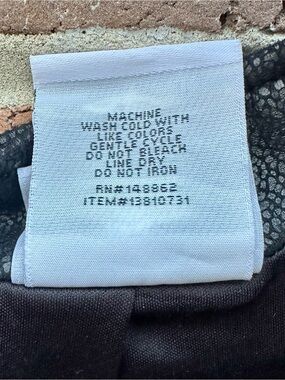 MACHINE
WASH COLD WITH
LIKE COLORS
GENTLE CYCLE
DO NOT BLEACH
LINE DRY
DO NOT IRON
RN#148862
ITEM#13810731